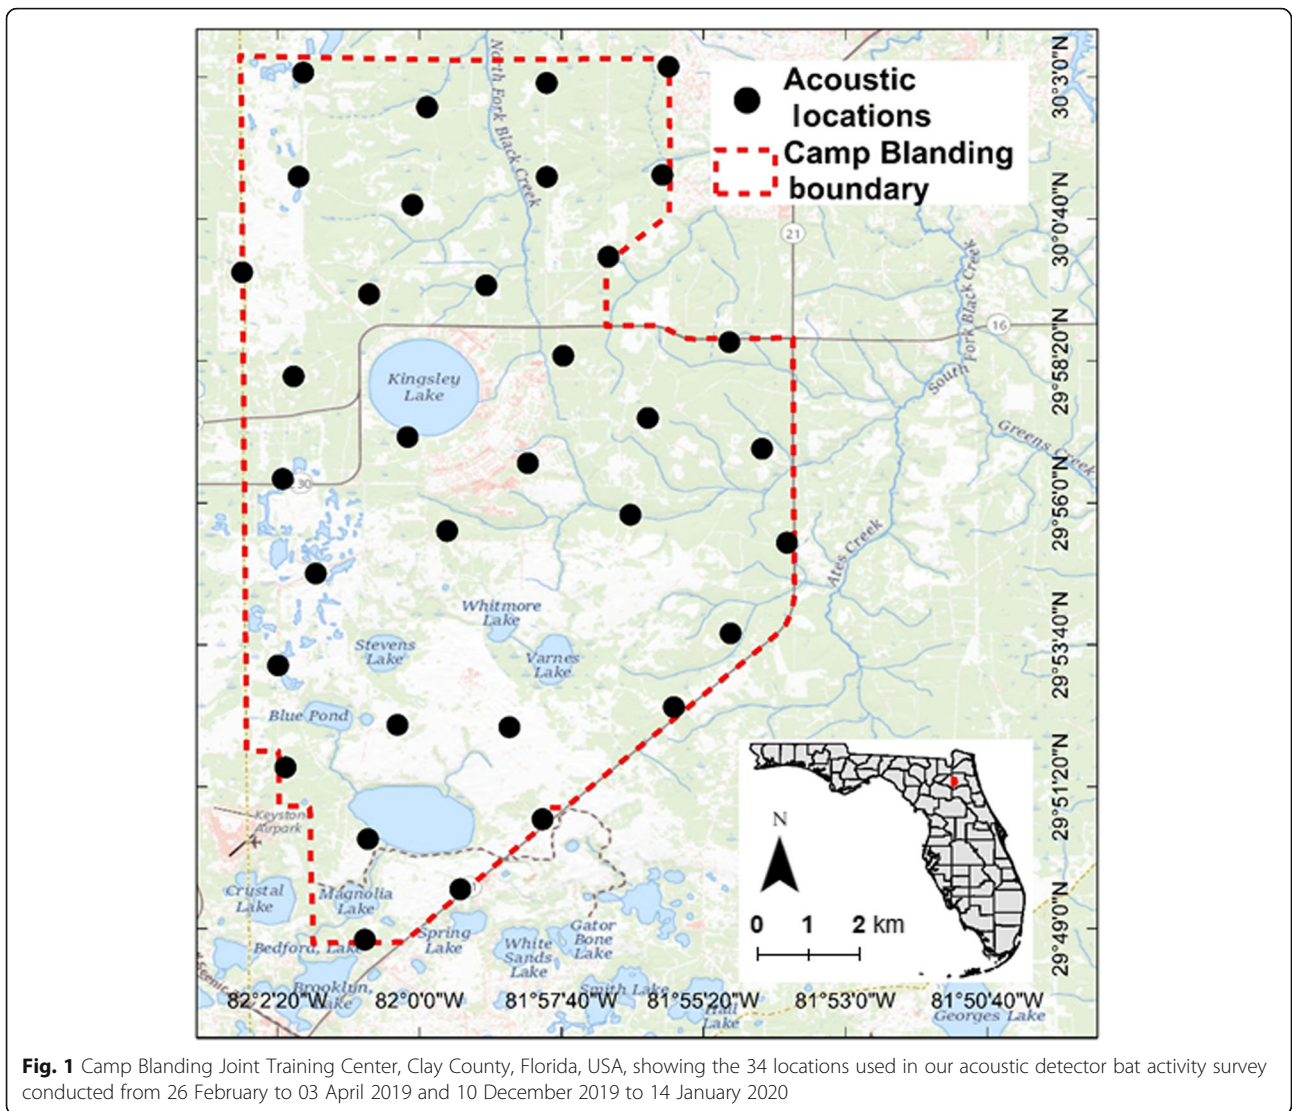 Acoustic
locations
Camp Blanding
boundary
North Fork Black Creek
21
16
South Fork Black Creek
Greens Creek
Ates Creek
Kingsley
Lake
30
Whitmore
Lake
Stevens
Lake
Varnes
Lake
Blue Pond
Keyston
Airpark
Crystal
Lake
Magnolia
Lake
Bedford, Lake
Spring
Lake
White
Sands
Lake
Gator
Bone
Lake
Brooklyn,
Lake
Smith Lake
Hall
Lake
Georges Lake
N
0 1 2 km
30°3'0"N
30°0'40"N
29°58'20"N
29°56'0"N
29°53'40"N
29°51'20"N
29°49'0"N
82°2'20"W 82°0'0"W 81°57'40"W 81°55'20"W 81°53'0"W 81°50'40"W
Fig. 1 Camp Blanding Joint Training Center, Clay County, Florida, USA, showing the 34 locations used in our acoustic detector bat activity survey
conducted from 26 February to 03 April 2019 and 10 December 2019 to 14 January 2020